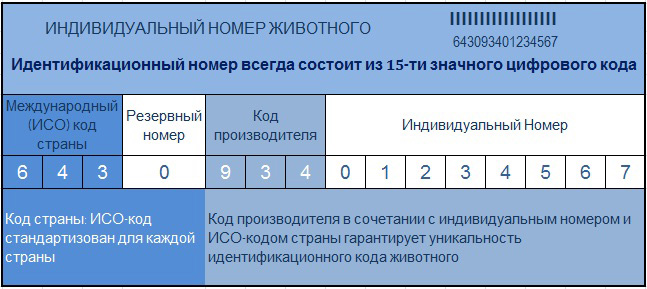 ИНДИВИДУАЛЬНЫЙ НОМЕР ЖИВОТНОГО
643093401234567
Идентификационный номер всегда состоит из 15-ти значного цифрового кода
Международный
(ИСО) код
страны
Резервный
номер
Код
производителя
Индивидуальный Номер
6 4 3 0 9 3 4 0 1 2 3 4 5 6 7
Код страны: ИСО-код
стандартизован для каждой
страны
Код производителя в сочетании с индивидуальным номером и
ИСО-кодом страны гарантирует уникальность
идентификационного кода животного